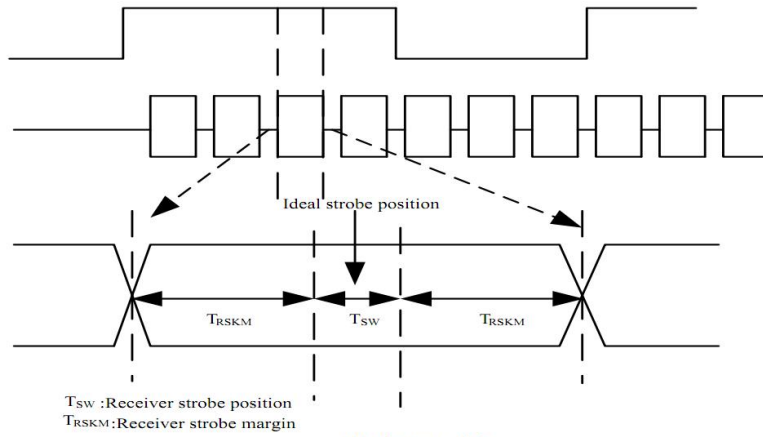 Ideal strobe position
TRSKM TSW TRSKM
TSW :Receiver strobe position
TRSKM:Receiver strobe margin